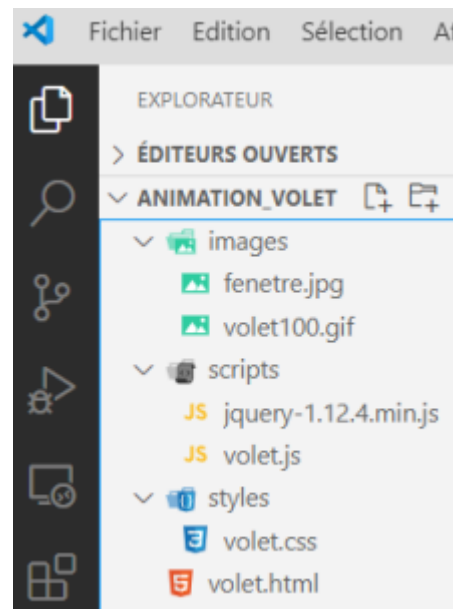 Fichier Edition Sélection Af
EXPLORATEUR
ÉDITEURS OUVERTS
ANIMATION_VOLET
images
fenetre.jpg
volet100.gif
scripts
JS jquery-1.12.4.min.js
JS volet.js
styles
volet.css
volet.html